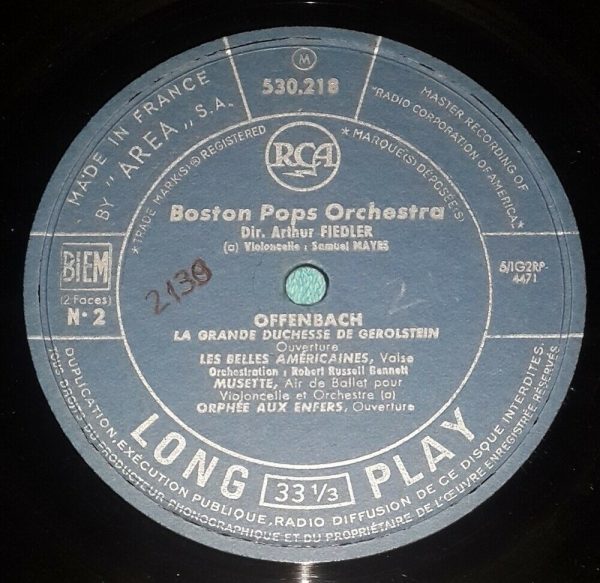 M
530.218
MADE IN FRANCE
BY "AREA" S.A.
MASTER RECORDING OF
"RADIO CORPORATION OF AMERICA"
*TRADE MARK(S)® REGISTERED
*MARQUE(S) DÉPOSÉE(S)
RCA
Boston Pops Orchestra
Dir. Arthur FIEDLER
(a) Violoncelle : Samuel MAYES
BIEM
(2 Faces)
N° 2
5/1G2RP-
4471
2139
2
OFFENBACH
LA GRANDE DUCHESSE DE GEROLSTEIN
Ouverture
LES BELLES AMÉRICAINES, Valse
Orchestration : Robert Russell Bennett
MUSETTE, Air de Ballet pour
Violoncelle et Orchestre (a)
ORPHÉE AUX ENFERS, Ouverture
LONG PLAY
33 1/3
DUPLICATION, EXÉCUTION PUBLIQUE, RADIO DIFFUSION DE CE DISQUE INTERDITES.
TOUS DROITS DU PRODUCTEUR PHONOGRAPHIQUE ET DU PROPRIÉTAIRE DE L'ŒUVRE ENREGISTRÉE RÉSERVÉS